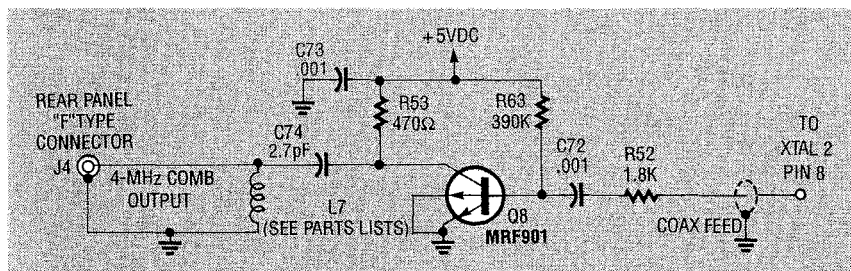 +5VDC
C73
.001
REAR PANEL
"F" TYPE
CONNECTOR
J4
C74
2.7pF
R53
470Ω
R63
390K
C72
.001
R52
1.8K
TO
XTAL 2
PIN 8
4-MHz COMB
OUTPUT
L7
(SEE PARTS LISTS)
Q8
MRF901
COAX FEED